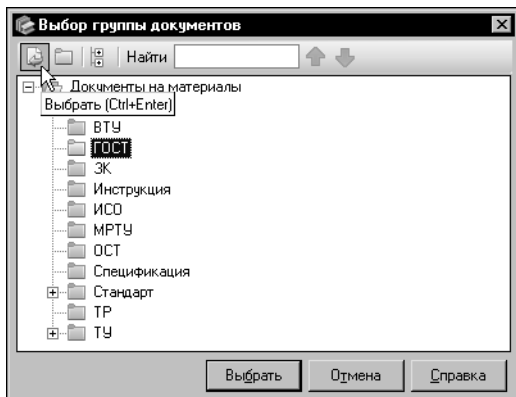 Выбор группы документов
Найти
Документы на материалы
Выбрать (Ctrl+Enter)
ВТУ
ГОСТ
ЗК
Инструкция
ИСО
МРТУ
ОСТ
Спецификация
Стандарт
ТР
ТУ
Выбрать
Отмена
Справка